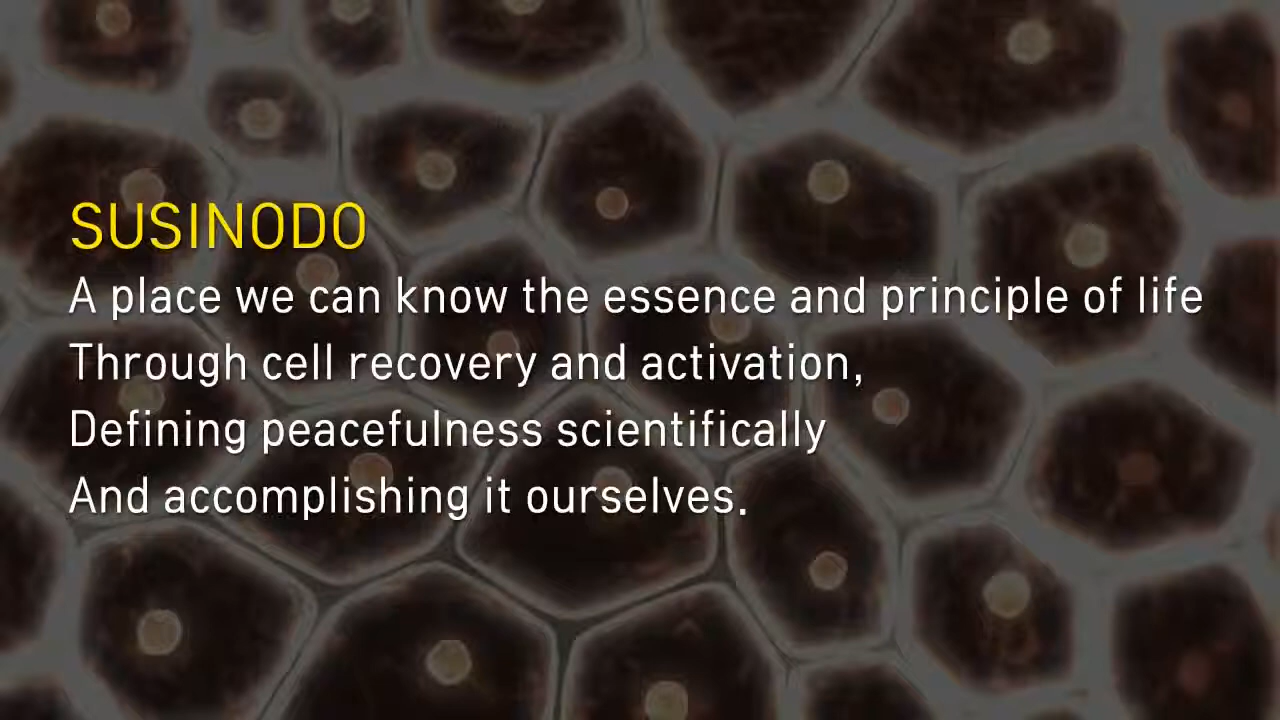 SUSINODO
A place we can know the essence and principle of life
Through cell recovery and activation,
Defining peacefulness scientifically
And accomplishing it ourselves.